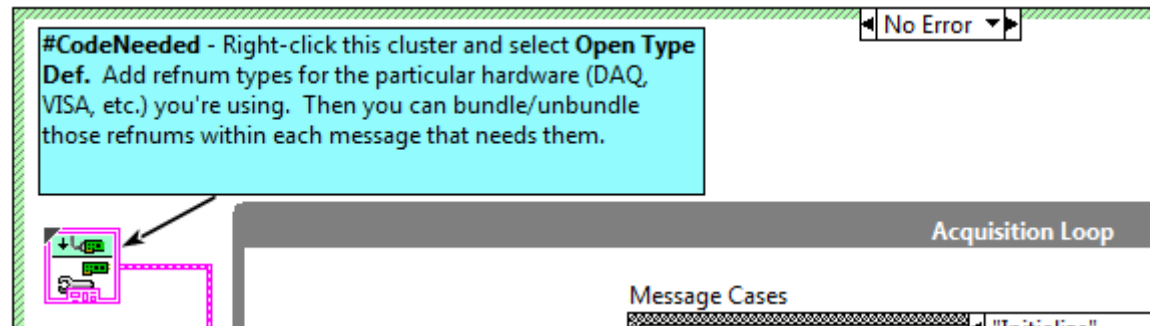 No Error
#CodeNeeded - Right-click this cluster and select Open Type
Def. Add refnum types for the particular hardware (DAQ,
VISA, etc.) you're using. Then you can bundle/unbundle
those refnums within each message that needs them.
Acquisition Loop
Message Cases
"Initialize"